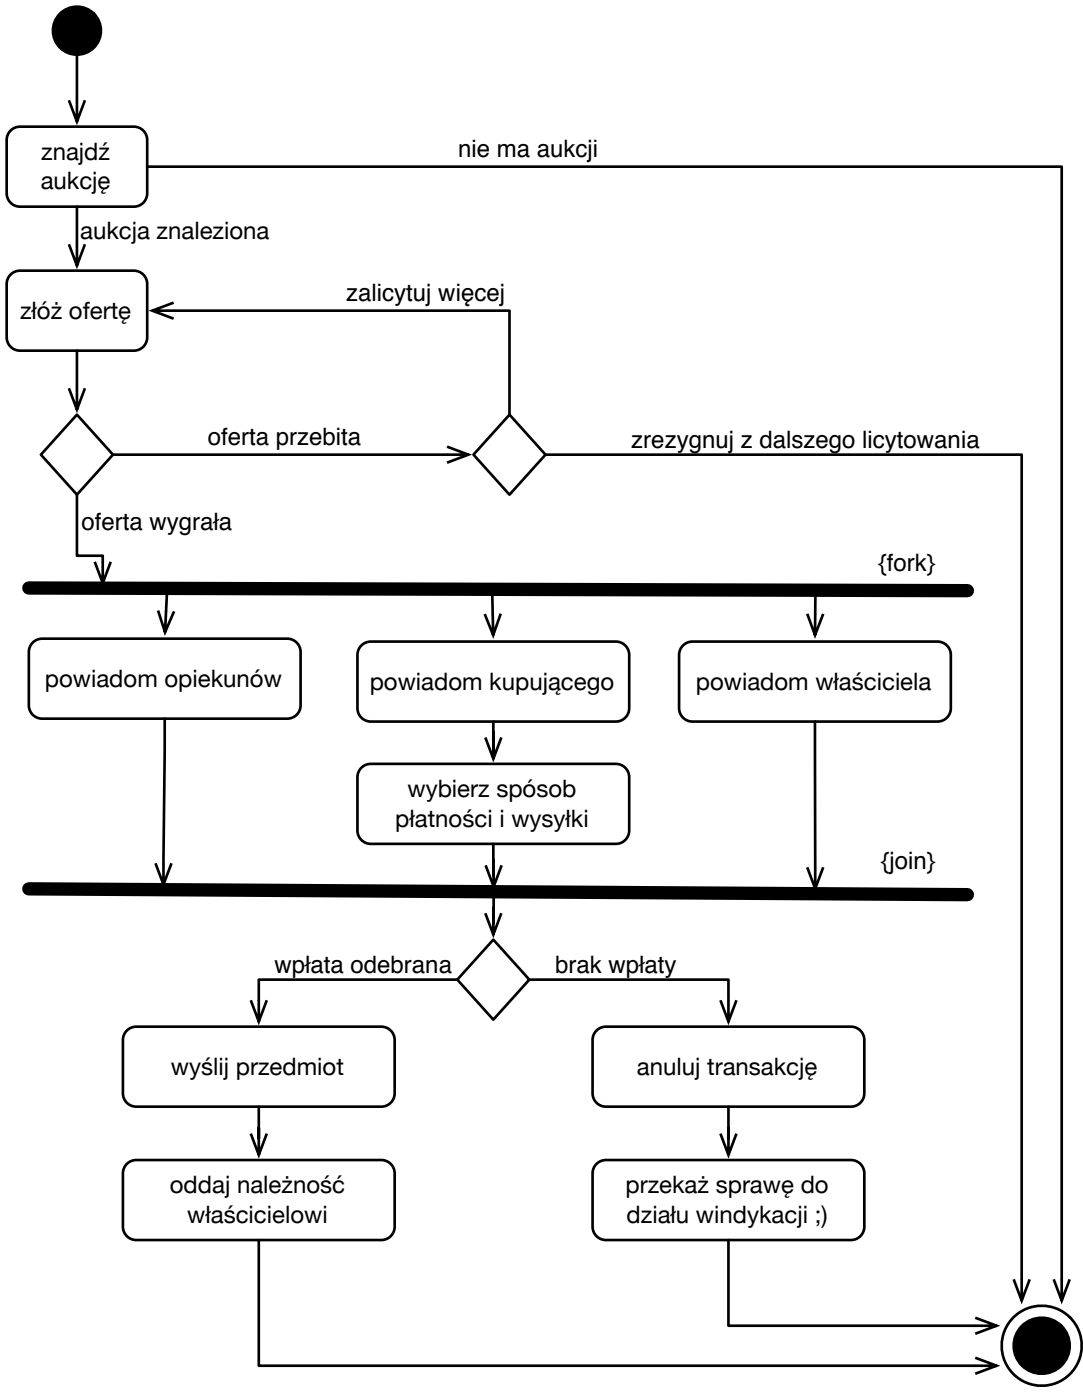 nie ma aukcji
znajdź
aukcję
aukcja znaleziona
zalicytuj więcej
złóż ofertę
oferta przebita
zrezygnuj z dalszego licytowania
oferta wygrała
{fork}
powiadom opiekunów
powiadom kupującego
powiadom właściciela
wybierz spósob
płatności i wysyłki
{join}
wpłata odebrana
brak wpłaty
wyślij przedmiot
anuluj transakcję
oddaj należność
właścicielowi
przekaż sprawę do
działu windykacji ;)